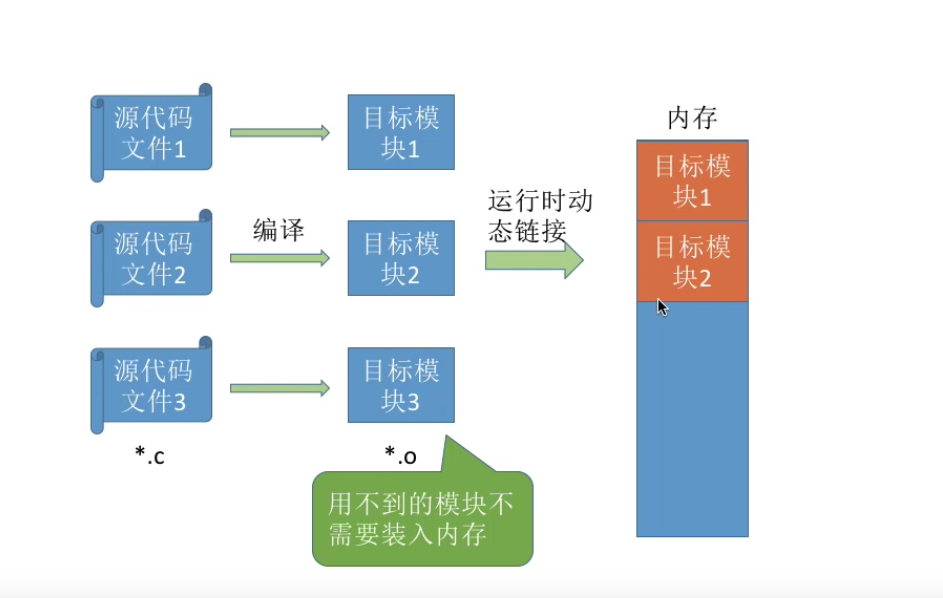 源代码
文件1
目标模
块1
内存
目标模
块1
源代码
文件2
编译
目标模
块2
运行时动
态链接
目标模
块2
源代码
文件3
目标模
块3
*.c
*.o
用不到的模块不
需要装入内存